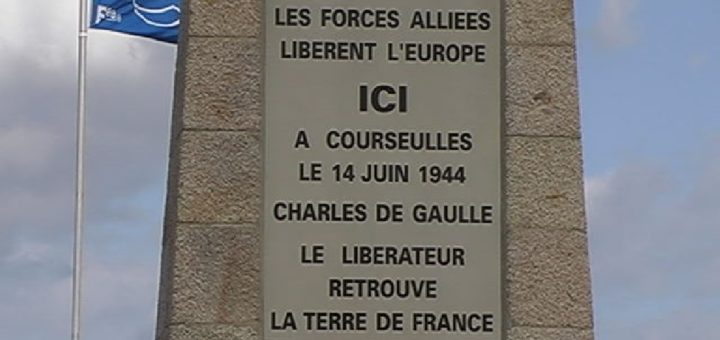 LES FORCES ALLIEES
LIBERENT L'EUROPE
ICI
A COURSEULLES
LE 14 JUIN 1944
CHARLES DE GAULLE
LE LIBERATEUR
RETROUVE
LA TERRE DE FRANCE